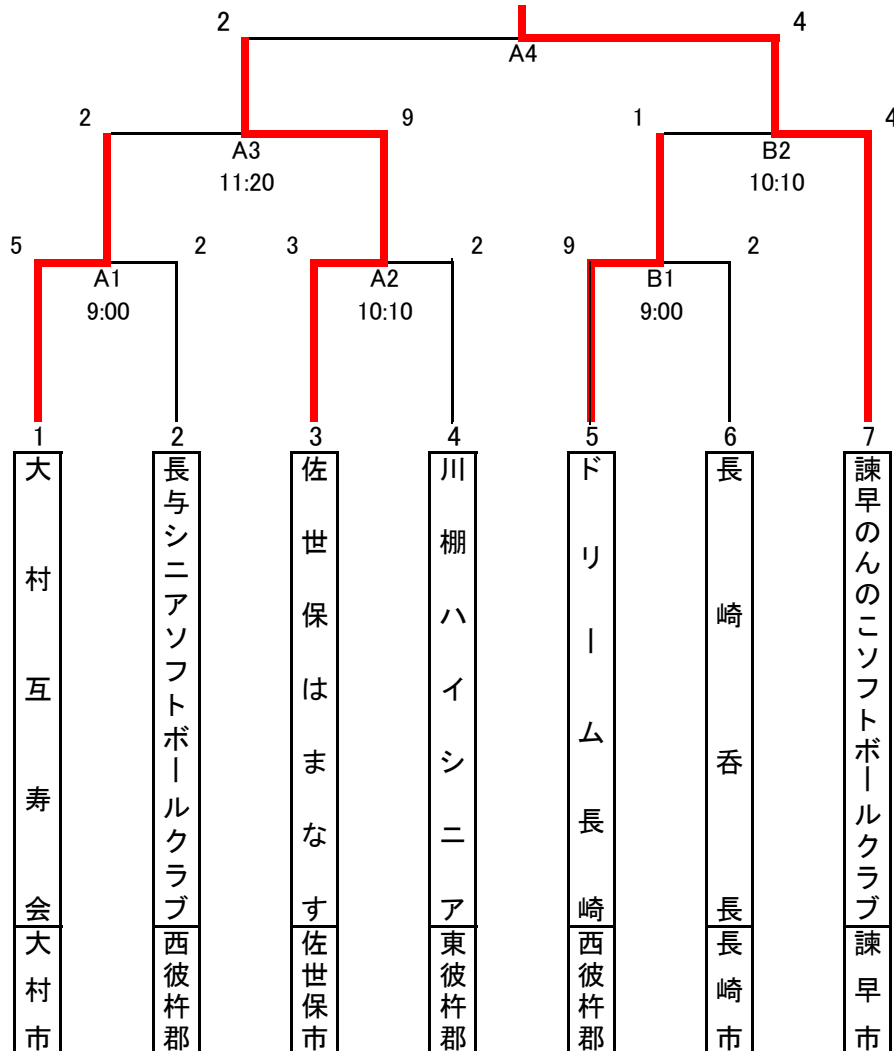 2 4
A4
2 9 1 4
A3 B2
11:20 10:10
5 2 3 2 9 2
A1 A2 B1
9:00 10:10 9:00
1 2 3 4 5 6 7
大村互寿会
長与シニアソフトボールクラブ
佐世保はまなす
川棚ハイシニア
ドリーム長崎
長崎呑長
諫早のんのこソフトボールクラブ
大村市
西彼杵郡
佐世保市
東彼杵郡
西彼杵郡
長崎市
諫早市